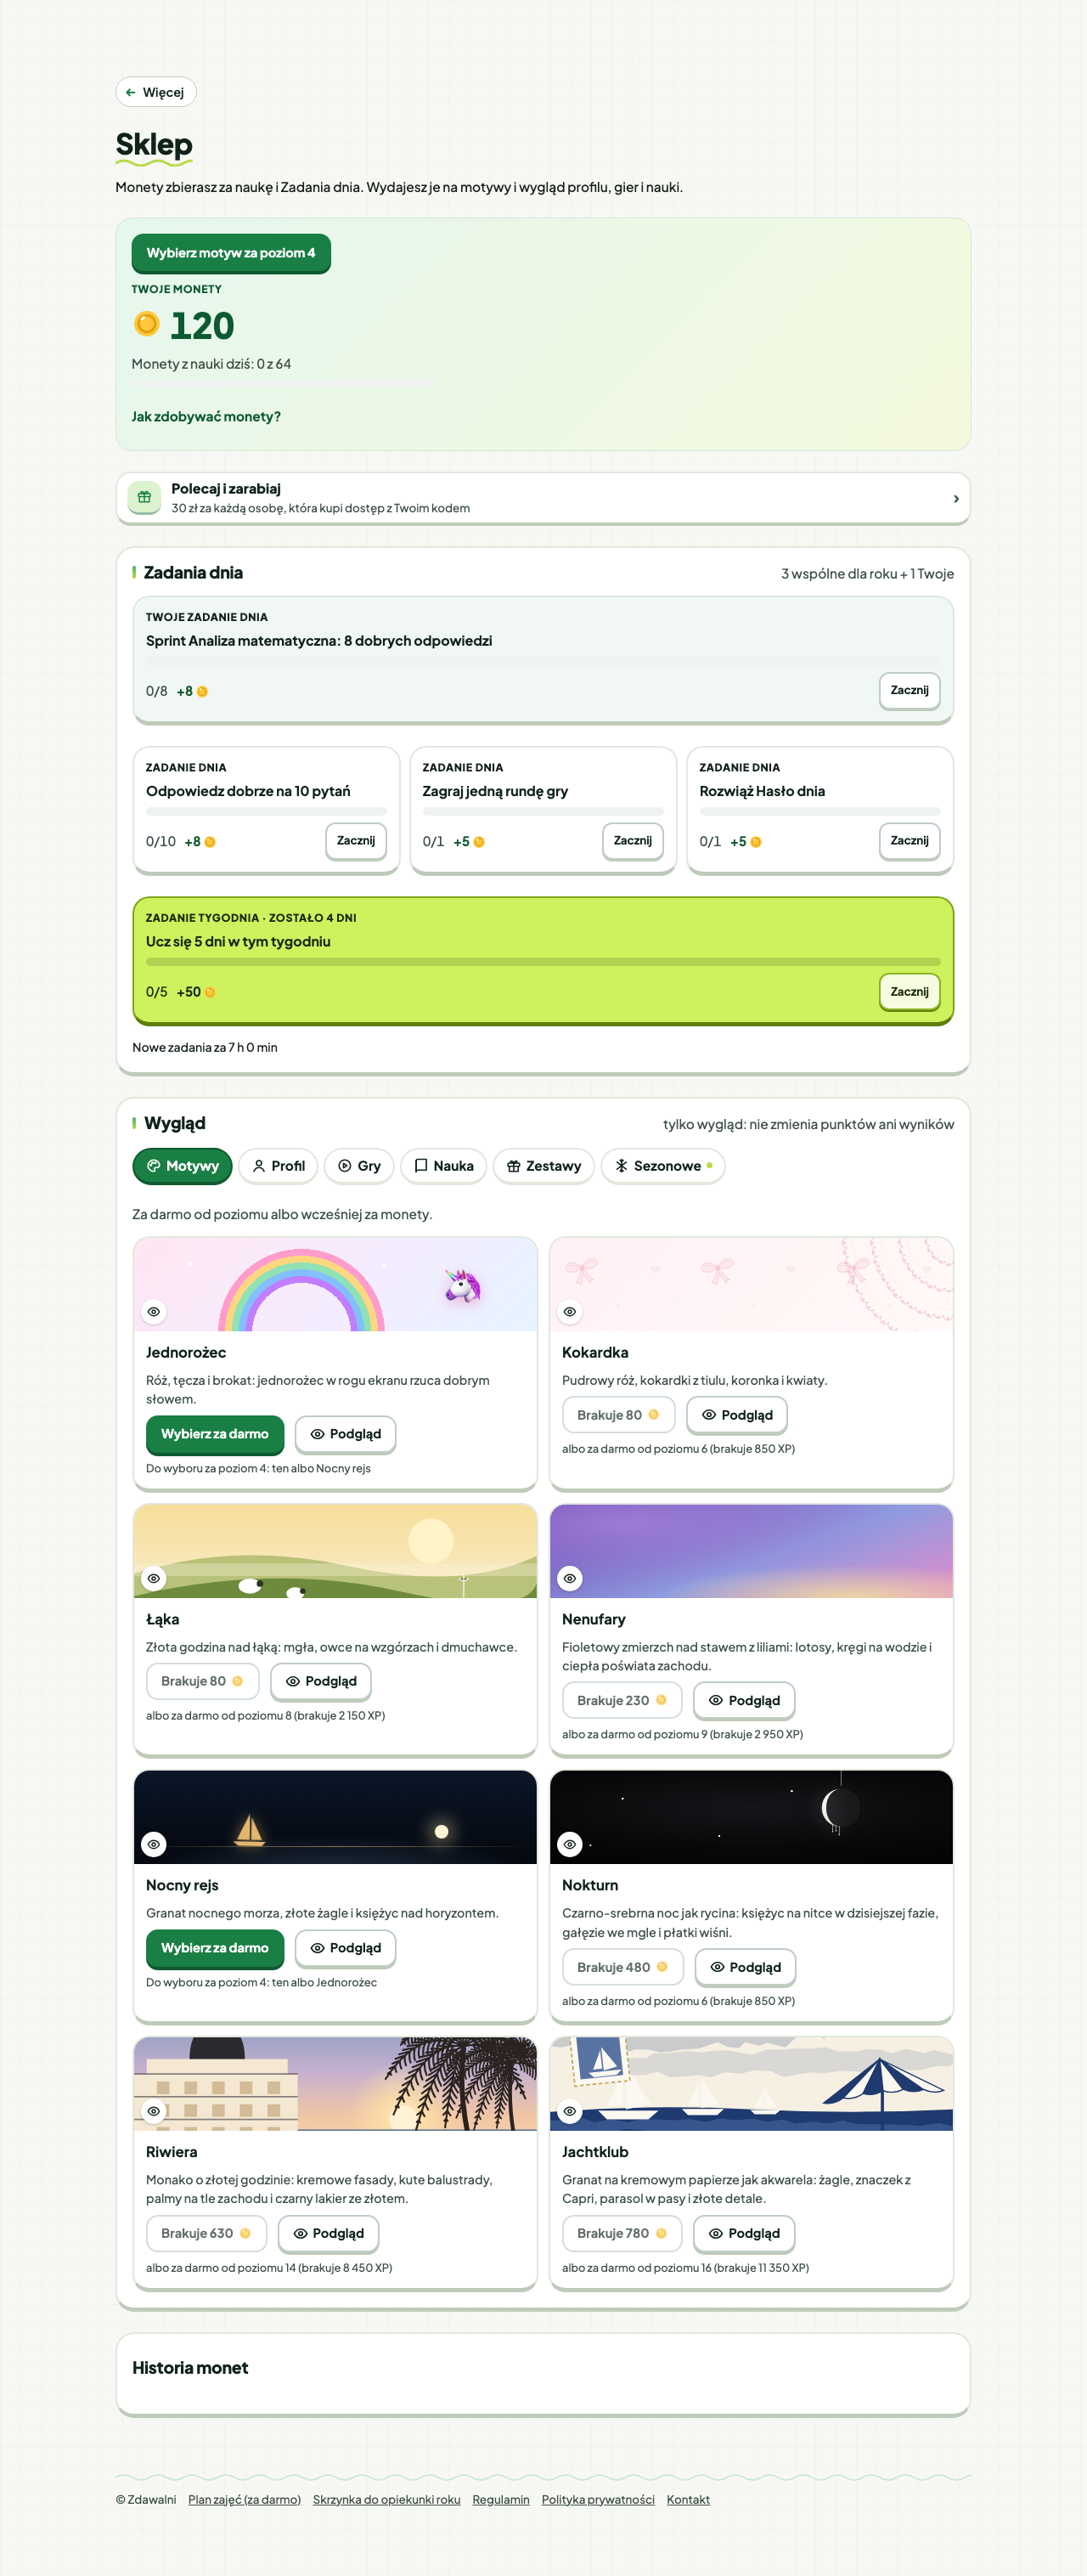 Więcej
Sklep
Monety zbierasz za naukę i Zadania dnia. Wydajesz je na motywy i wygląd profilu, gier i nauki.
Wybierz motyw za poziom 4
TWOJE MONETY
120
Monety z nauki dziś: 0 z 64
Jak zdobywać monety?
Polecaj i zarabiaj
30 zł za każdą osobę, która kupi dostęp z Twoim kodem
Zadania dnia
3 wspólne dla roku + 1 Twoje
TWOJE ZADANIE DNIA
Sprint Analiza matematyczna: 8 dobrych odpowiedzi
0/8 +8
Zacznij
ZADANIE DNIA
Odpowiedz dobrze na 10 pytań
0/10 +8
Zacznij
ZADANIE DNIA
Zagraj jedną rundę gry
0/1 +5
Zacznij
ZADANIE DNIA
Rozwiąż Hasło dnia
0/1 +5
Zacznij
ZADANIE TYGODNIA · ZOSTAŁO 4 DNI
Ucz się 5 dni w tym tygodniu
0/5 +50
Zacznij
Nowe zadania za 7 h 0 min
Wygląd
tylko wygląd: nie zmienia punktów ani wyników
Motywy Profil Gry Nauka Zestawy Sezonowe
Za darmo od poziomu albo wcześniej za monety.
Jednorożec
Róż, tęcza i brokat: jednorożec w rogu ekranu rzuca dobrym
słowem.
Wybierz za darmo Podgląd
Do wyboru za poziom 4: ten albo Nocny rejs
Kokardka
Pudrowy róż, kokardki z tiulu, koronka i kwiaty.
Brakuje 80 Podgląd
albo za darmo od poziomu 6 (brakuje 850 XP)
Łąka
Złota godzina nad łąką: mgła, owce na wzgórzach i dmuchawce.
Brakuje 80 Podgląd
albo za darmo od poziomu 8 (brakuje 2 150 XP)
Nenufary
Fioletowy zmierzch nad stawem z liliami: lotosy, kręgi na wodzie i
ciepła poświata zachodu.
Brakuje 230 Podgląd
albo za darmo od poziomu 9 (brakuje 2 950 XP)
Nocny rejs
Granat nocnego morza, złote żagle i księżyc nad horyzontem.
Wybierz za darmo Podgląd
Do wyboru za poziom 4: ten albo Jednorożec
Nokturn
Czarno-srebrna noc jak rycina: księżyc na nitce w dzisiejszej fazie,
gałęzie we mgle i płatki wiśni.
Brakuje 480 Podgląd
albo za darmo od poziomu 6 (brakuje 850 XP)
Riwiera
Monako o złotej godzinie: kremowe fasady, kute balustrady,
palmy na tle zachodu i czarny lakier ze złotem.
Brakuje 630 Podgląd
albo za darmo od poziomu 14 (brakuje 8 450 XP)
Jachtklub
Granat na kremowym papierze jak akwarela: żagle, znaczek z
Capri, parasol w pasy i złote detale.
Brakuje 780 Podgląd
albo za darmo od poziomu 16 (brakuje 11 350 XP)
Historia monet
© Zdawalni Plan zajęć (za darmo) Skrzynka do opiekunki roku Regulamin Polityka prywatności Kontakt